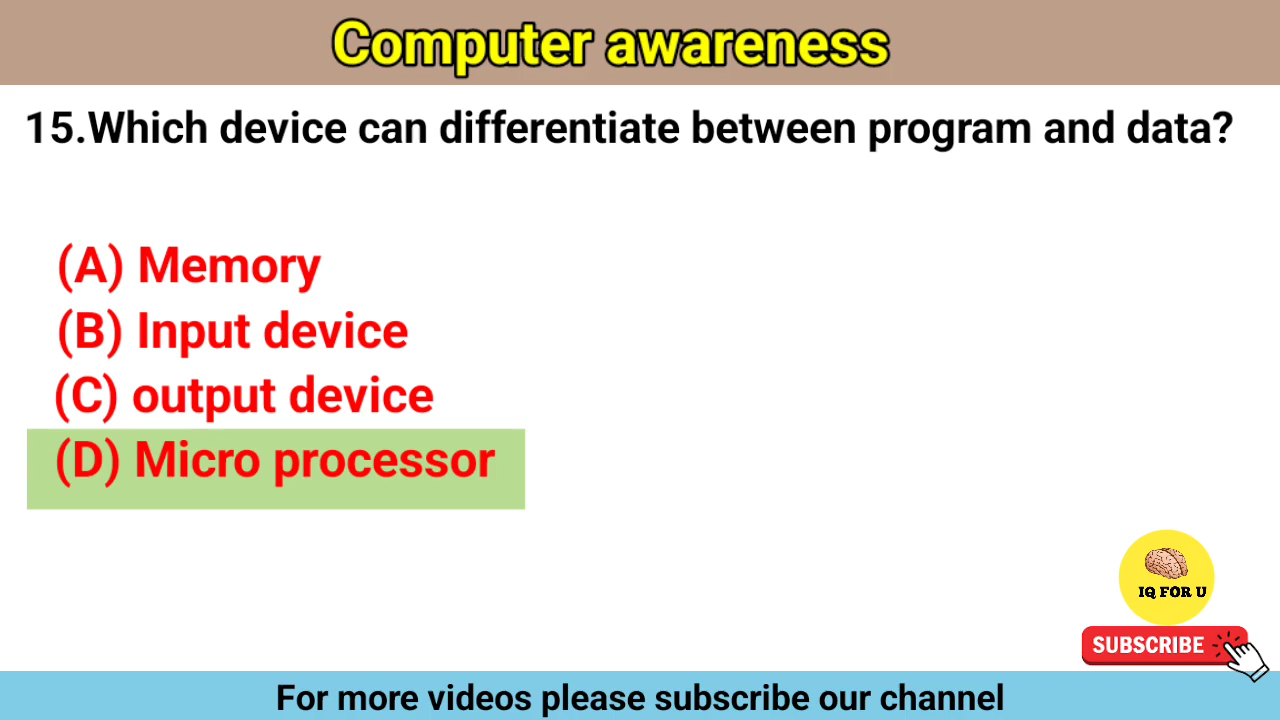 Computer awareness
15.Which device can differentiate between program and data?
(A) Memory
(B) Input device
(C) output device
(D) Micro processor
IQ FOR U
SUBSCRIBE
For more videos please subscribe our channel